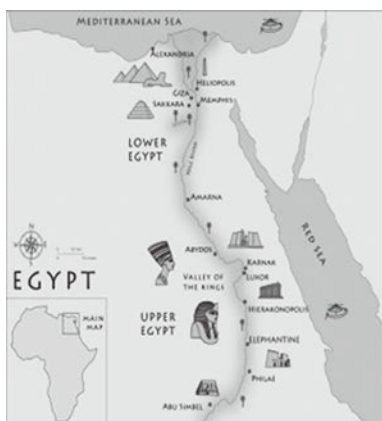 MEDITERRANEAN SEA
ALEXANDRIA
HELIOPOLIS
GIZA
SAKKARA
MEMPHIS
LOWER
EGYPT
NILE RIVER
AMARNA
RED SEA
N
ABYDOS
KARNAK
LUXOR
EGYPT
VALLEY OF
THE KINGS
HIERAKONPOLIS
MAIN
MAP
UPPER
EGYPT
ELEPHANTINE
PHILAE
ABU SIMBEL